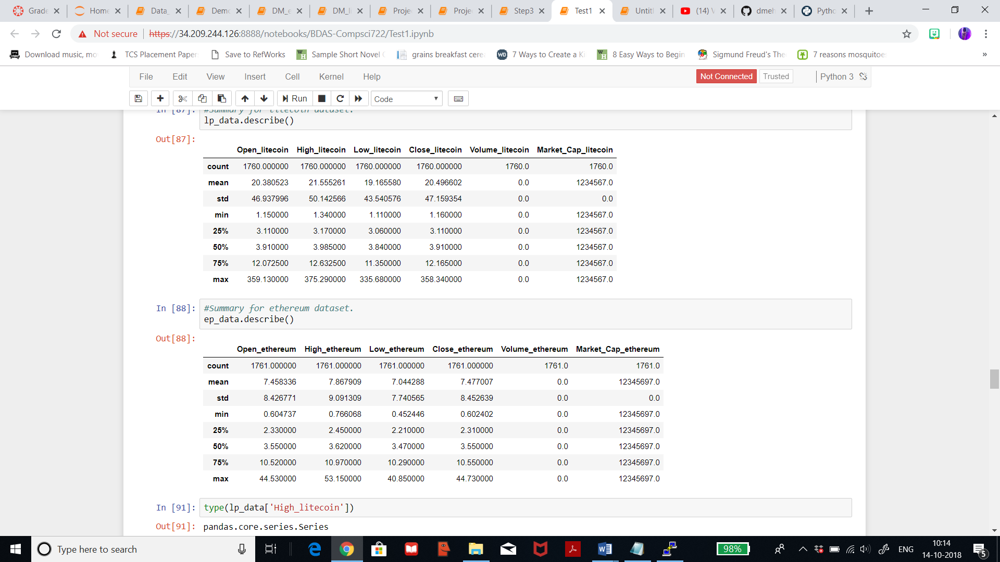 Grade Home Data_ Demo DM_e DM_li Projec Projec Step3 Test1 Untitl (14) V dmeh Pytho
Not secure https://34.209.244.126:8888/notebooks/BDAS-Compsci722/Test1.ipynb
Download music, mo TCS Placement Paper Save to RefWorks Sample Short Novel grains breakfast cerea 7 Ways to Create a Ki 8 Easy Ways to Begin Sigmund Freud's The 7 reasons mosquitoe »
File Edit View Insert Cell Kernel Help Not Connected Trusted Python 3
Run Code
In [87]: #Summary for litecoin dataset.
lp_data.describe()
Out[87]:
Open_litecoin High_litecoin Low_litecoin Close_litecoin Volume_litecoin Market_Cap_litecoin
count 1760.000000 1760.000000 1760.000000 1760.000000 1760.0 1760.0
mean 20.380523 21.555261 19.165580 20.496602 0.0 1234567.0
std 46.937996 50.142566 43.540576 47.159354 0.0 0.0
min 1.150000 1.340000 1.110000 1.160000 0.0 1234567.0
25% 3.110000 3.170000 3.060000 3.110000 0.0 1234567.0
50% 3.910000 3.985000 3.840000 3.910000 0.0 1234567.0
75% 12.072500 12.632500 11.350000 12.165000 0.0 1234567.0
max 359.130000 375.290000 335.680000 358.340000 0.0 1234567.0
In [88]: #Summary for ethereum dataset.
ep_data.describe()
Out[88]:
Open_ethereum High_ethereum Low_ethereum Close_ethereum Volume_ethereum Market_Cap_ethereum
count 1761.000000 1761.000000 1761.000000 1761.000000 1761.0 1761.0
mean 7.458336 7.867909 7.044288 7.477007 0.0 12345697.0
std 8.426771 9.091309 7.740565 8.452639 0.0 0.0
min 0.604737 0.766068 0.452446 0.602402 0.0 12345697.0
25% 2.330000 2.450000 2.210000 2.310000 0.0 12345697.0
50% 3.550000 3.620000 3.470000 3.550000 0.0 12345697.0
75% 10.520000 10.970000 10.290000 10.550000 0.0 12345697.0
max 44.530000 53.150000 40.850000 44.730000 0.0 12345697.0
In [91]: type(lp_data['High_litecoin'])
Out[91]: pandas.core.series.Series
Type here to search 98% ENG 10:14
14-10-2018 5